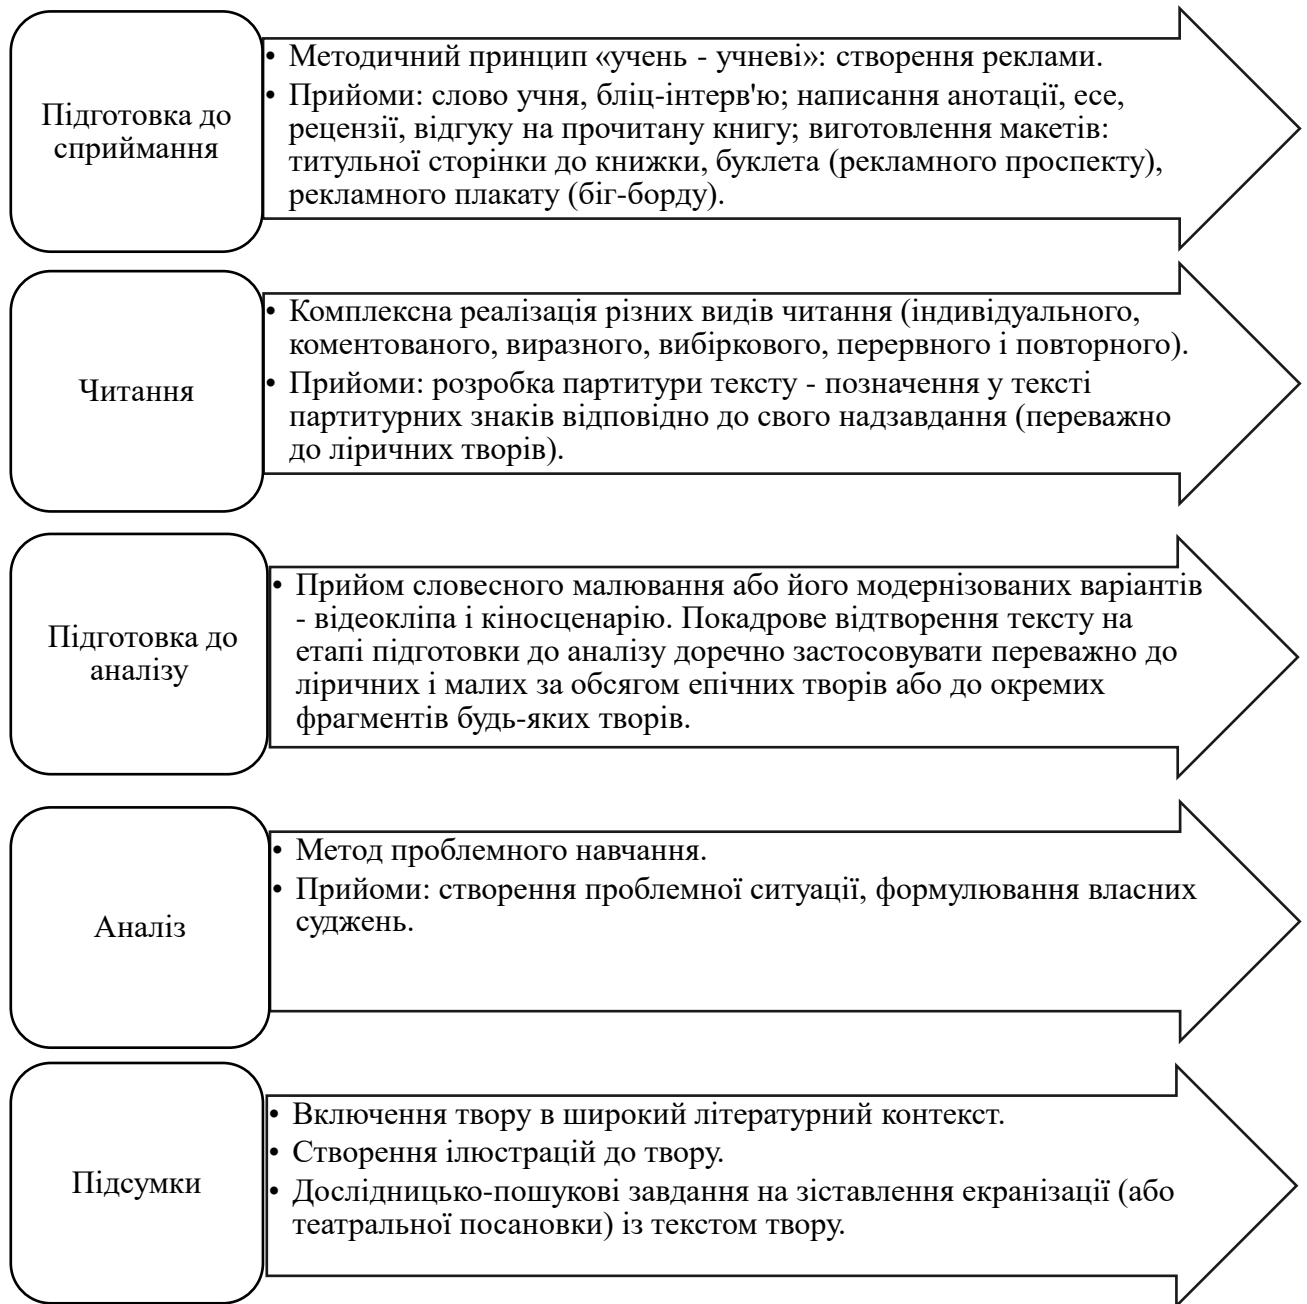 Підготовка до
сприймання
• Методичний принцип «учень - учневі»: створення реклами.
• Прийоми: слово учня, бліц-інтерв'ю; написання анотації, есе,
рецензії, відгуку на прочитану книгу; виготовлення макетів:
титульної сторінки до книжки, буклета (рекламного проспекту),
рекламного плакату (біг-борду).
Читання
• Комплексна реалізація різних видів читання (індивідуального,
коментованого, виразного, вибіркового, перервного і повторного).
• Прийоми: розробка партитури тексту - позначення у тексті
партитурних знаків відповідно до свого надзавдання (переважно
до ліричних творів).
Підготовка до
аналізу
• Прийом словесного малювання або його модернізованих варіантів
- відеокліпа і кіносценарію. Покадрове відтворення тексту на
етапі підготовки до аналізу доречно застосовувати переважно до
ліричних і малих за обсягом епічних творів або до окремих
фрагментів будь-яких творів.
Аналіз
• Метод проблемного навчання.
• Прийоми: створення проблемної ситуації, формулювання власних
суджень.
Підсумки
• Включення твору в широкий літературний контекст.
• Створення ілюстрацій до твору.
• Дослідницько-пошукові завдання на зіставлення екранізації (або
театральної посановки) із текстом твору.